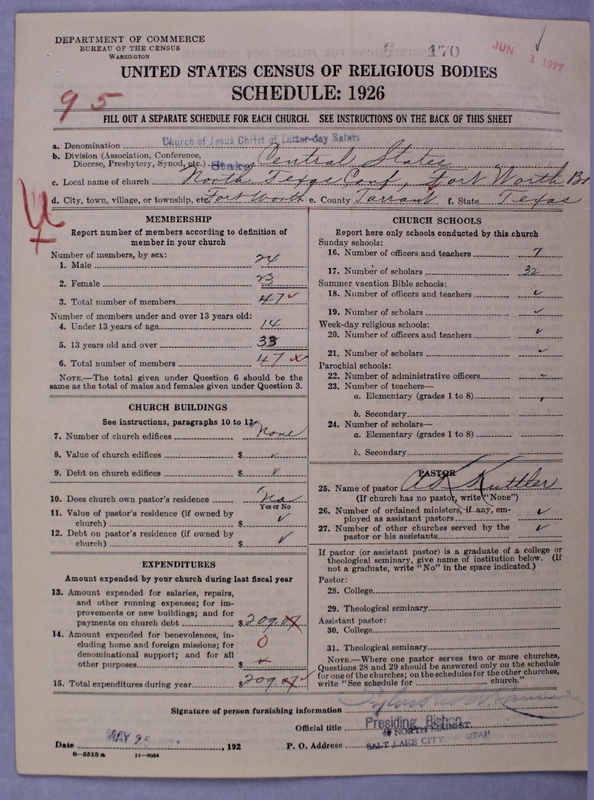 DEPARTMENT OF COMMERCE
BUREAU OF THE CENSUS
WASHINGTON
170
JUN 1 1927
UNITED STATES CENSUS OF RELIGIOUS BODIES
SCHEDULE: 1926
95
FILL OUT A SEPARATE SCHEDULE FOR EACH CHURCH. SEE INSTRUCTIONS ON THE BACK OF THIS SHEET
a. Denomination Church of Jesus Christ of Latter-day Saints
b. Division (Association, Conference, Diocese, Presbytery, Synod, etc.) Stake Central States
c. Local name of church North Texas Conf, Fort Worth Br
d. City, town, village, or township, etc. Fort Worth e. County Tarrant f. State Texas
MEMBERSHIP
Report number of members according to definition of
member in your church
Number of members, by sex:
1. Male 24
2. Female 23
3. Total number of members 47
Number of members under and over 13 years old:
4. Under 13 years of age 14
5. 13 years old and over 33
6. Total number of members 47
NOTE.—The total given under Question 6 should be the
same as the total of males and females given under Question 3.
CHURCH BUILDINGS
See instructions, paragraphs 10 to 12
7. Number of church edifices None
8. Value of church edifices $
9. Debt on church edifices $
10. Does church own pastor's residence No
Yes or No
11. Value of pastor's residence (if owned by
church) $
12. Debt on pastor's residence (if owned by
church) $
EXPENDITURES
Amount expended by your church during last fiscal year
13. Amount expended for salaries, repairs,
and other running expenses; for im-
provements or new buildings; and for
payments on church debt $209.07
14. Amount expended for benevolences, in-
cluding home and foreign missions; for
denominational support; and for all
other purposes $ 0
15. Total expenditures during year $209.07
CHURCH SCHOOLS
Report here only schools conducted by this church
Sunday schools:
16. Number of officers and teachers 7
17. Number of scholars 32
Summer vacation Bible schools:
18. Number of officers and teachers
19. Number of scholars
Week-day religious schools:
20. Number of officers and teachers
21. Number of scholars
Parochial schools:
22. Number of administrative officers
23. Number of teachers—
a. Elementary (grades 1 to 8)
b. Secondary
24. Number of scholars—
a. Elementary (grades 1 to 8)
b. Secondary
PASTOR
25. Name of pastor
(If church has no pastor, write "None")
26. Number of ordained ministers, if any, em-
ployed as assistant pastors
27. Number of other churches served by the
pastor or his assistants
If pastor (or assistant pastor) is a graduate of a college or
theological seminary, give name of institution below. (If
not a graduate, write "No" in the space indicated.)
Pastor:
28. College
29. Theological seminary
Assistant pastor:
30. College
31. Theological seminary
NOTE.—Where one pastor serves two or more churches,
Questions 28 and 29 should be answered only on the schedule
for one of the churches; on the schedules for the other churches,
write "See schedule for church."
Signature of person furnishing information
Official title Presiding Bishop
Date MAY 25, 192 P. O. Address 40 NORTH MAIN ST. SALT LAKE CITY UTAH
8—5518 a 11—9084